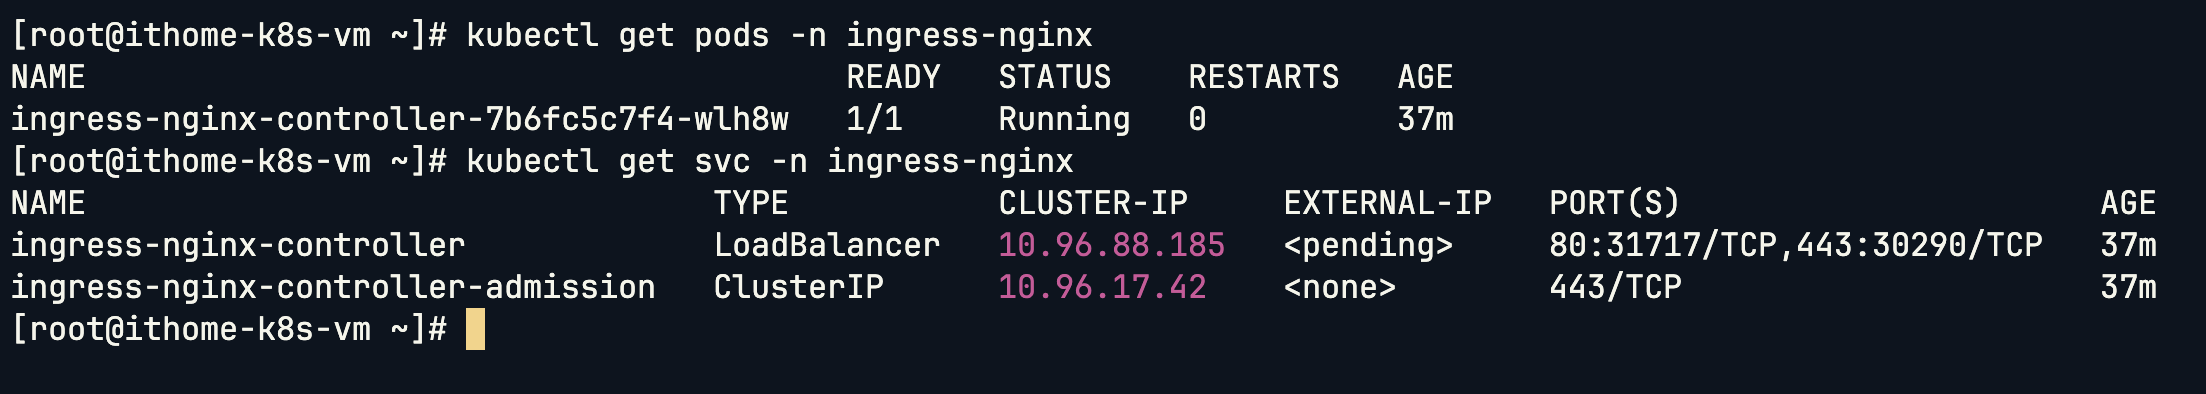 [root@ithome-k8s-vm ~]# kubectl get pods -n ingress-nginx
NAME                                        READY   STATUS    RESTARTS   AGE
ingress-nginx-controller-7b6fc5c7f4-wlh8w   1/1     Running   0          37m
[root@ithome-k8s-vm ~]# kubectl get svc -n ingress-nginx
NAME                                 TYPE           CLUSTER-IP     EXTERNAL-IP   PORT(S)                      AGE
ingress-nginx-controller             LoadBalancer   10.96.88.185   <pending>     80:31717/TCP,443:30290/TCP   37m
ingress-nginx-controller-admission   ClusterIP      10.96.17.42    <none>        443/TCP                      37m
[root@ithome-k8s-vm ~]#